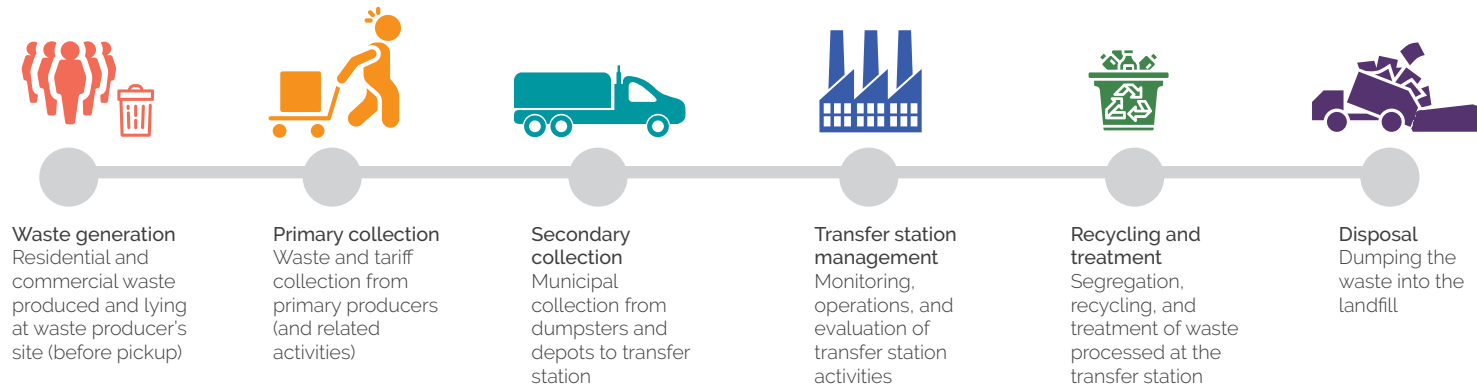 Waste generation
Residential and
commercial waste
produced and lying
at waste producer's
site (before pickup)
Primary collection
Waste and tariff
collection from
primary producers
(and related
activities)
Secondary
collection
Municipal
collection from
dumpsters and
depots to transfer
station
Transfer station
management
Monitoring,
operations, and
evaluation of
transfer station
activities
Recycling and
treatment
Segregation,
recycling, and
treatment of waste
processed at the
transfer station
Disposal
Dumping the
waste into the
landfill